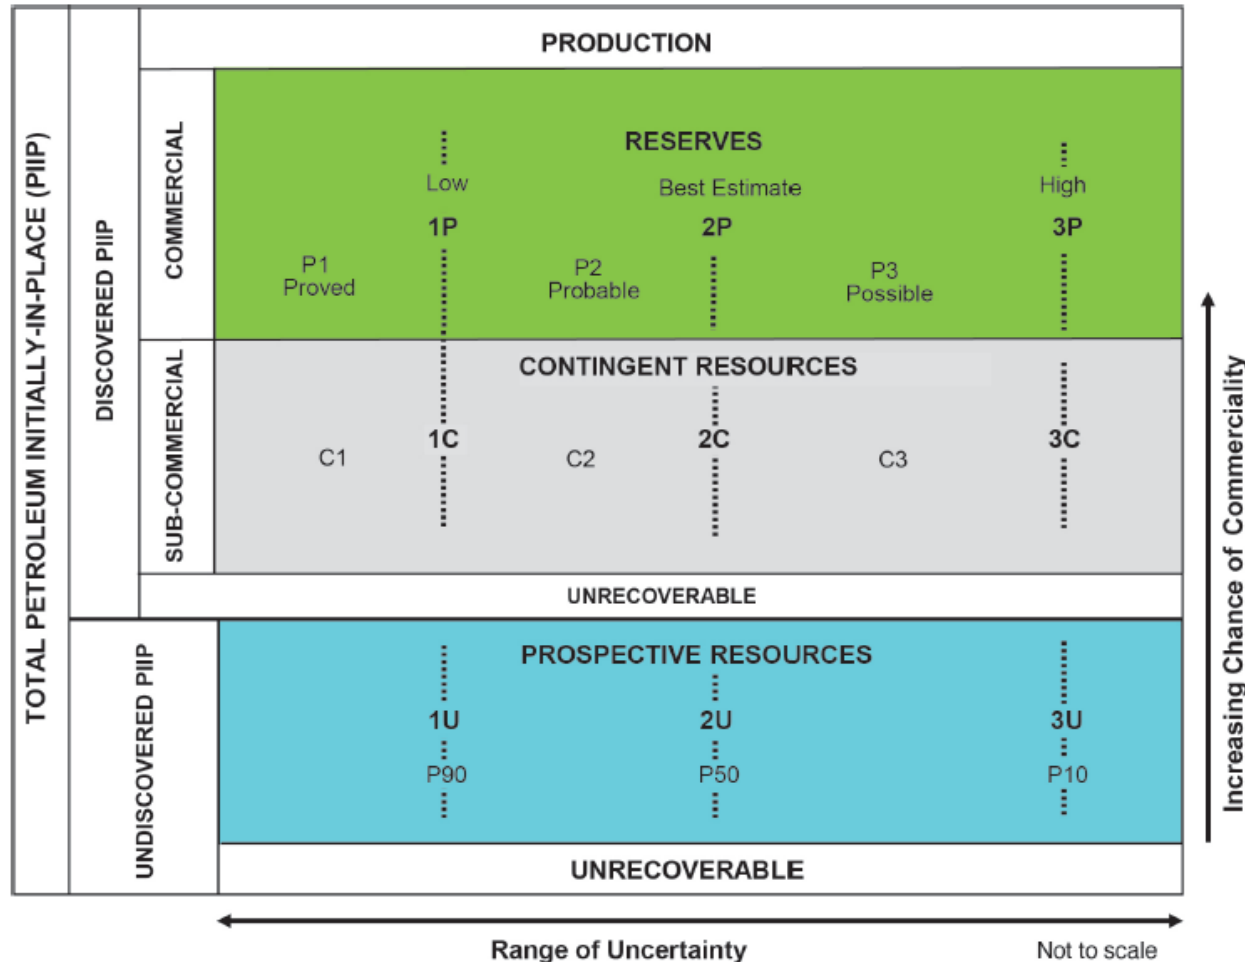 TOTAL PETROLEUM INITIALLY-IN-PLACE (PIIP)
DISCOVERED PIIP
UNDISCOVERED PIIP
COMMERCIAL
SUB-COMMERCIAL
PRODUCTION
RESERVES
Low Best Estimate High
1P 2P 3P
P1 P2 P3
Proved Probable Possible
CONTINGENT RESOURCES
1C 2C 3C
C1 C2 C3
UNRECOVERABLE
PROSPECTIVE RESOURCES
1U 2U 3U
P90 P50 P10
UNRECOVERABLE
Increasing Chance of Commerciality
Range of Uncertainty
Not to scale